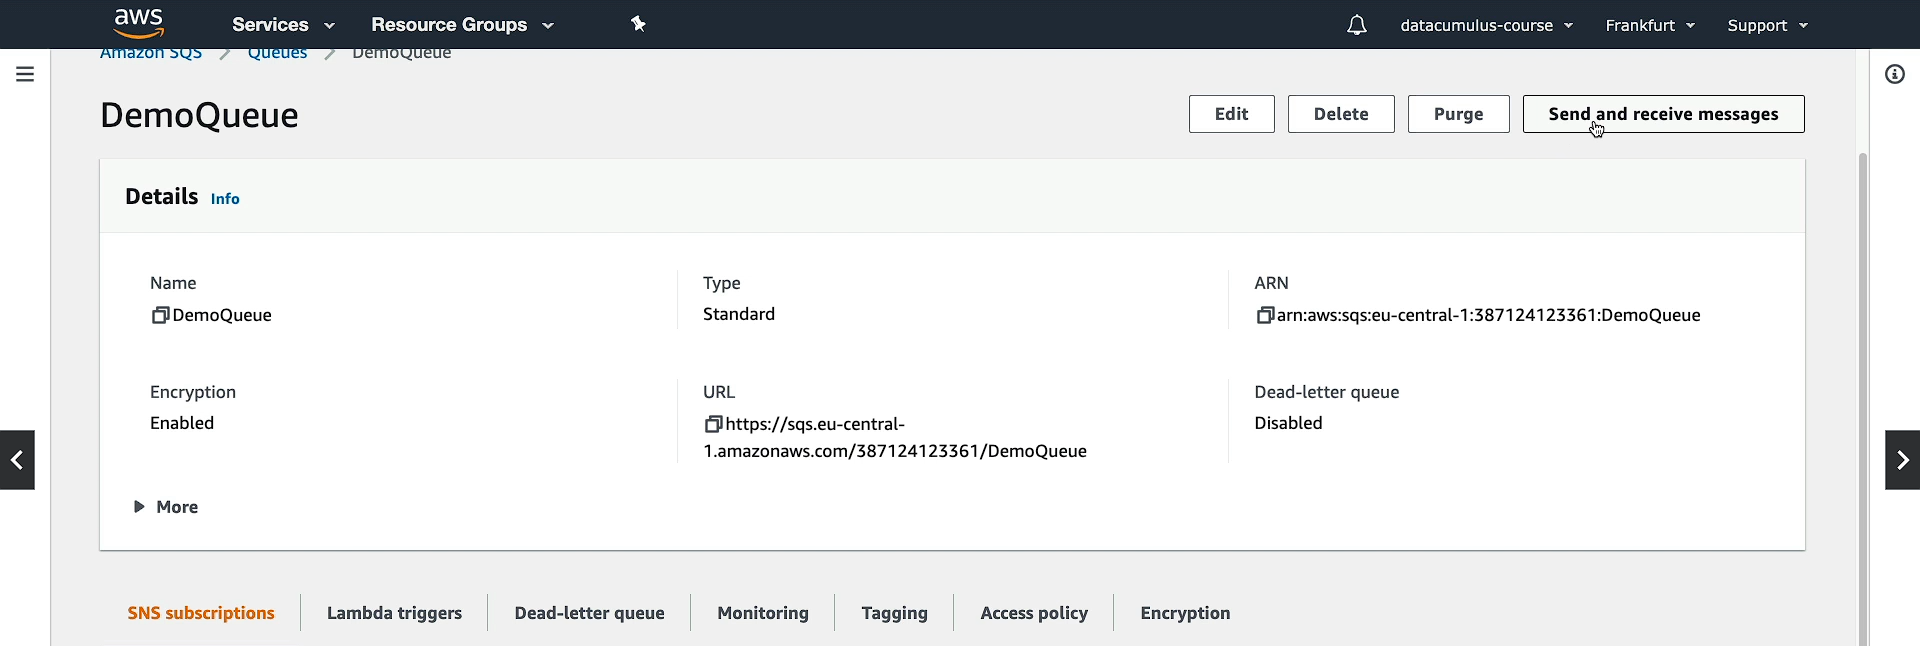 aws Services Resource Groups datacumulus-course Frankfurt Support
Amazon SQS Queues DemoQueue
DemoQueue Edit Delete Purge Send and receive messages
Details Info
Name Type ARN
DemoQueue Standard arn:aws:sqs:eu-central-1:387124123361:DemoQueue
Encryption URL Dead-letter queue
Enabled https://sqs.eu-central- Disabled
1.amazonaws.com/387124123361/DemoQueue
More
SNS subscriptions Lambda triggers Dead-letter queue Monitoring Tagging Access policy Encryption